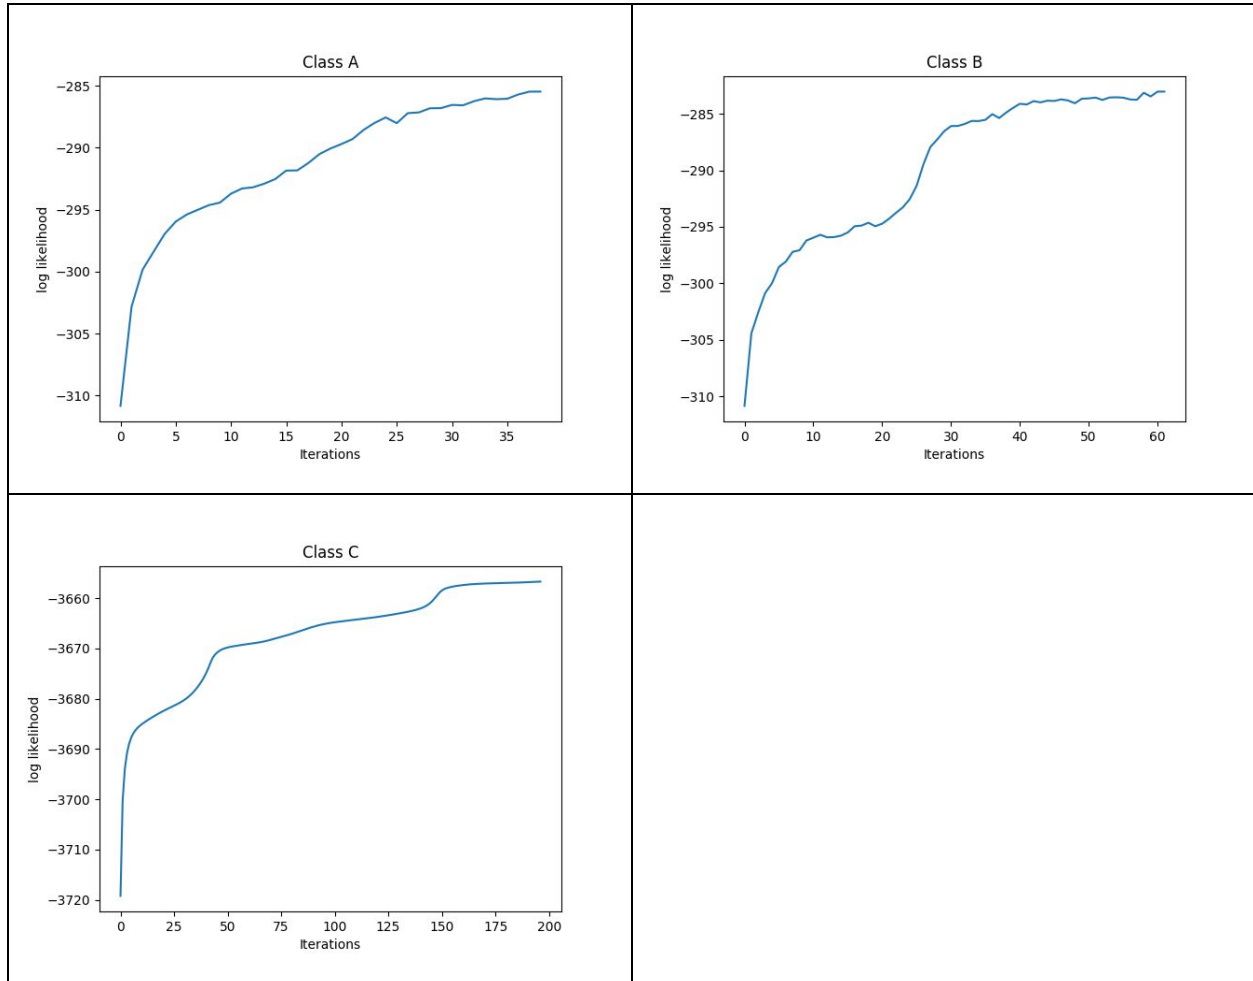 Class A
−285
−290
−295
−300
−305
−310
log likelihood
0 5 10 15 20 25 30 35
Iterations
Class B
−285
−290
−295
−300
−305
−310
log likelihood
0 10 20 30 40 50 60
Iterations
Class C
−3660
−3670
−3680
−3690
−3700
−3710
−3720
log likelihood
0 25 50 75 100 125 150 175 200
Iterations